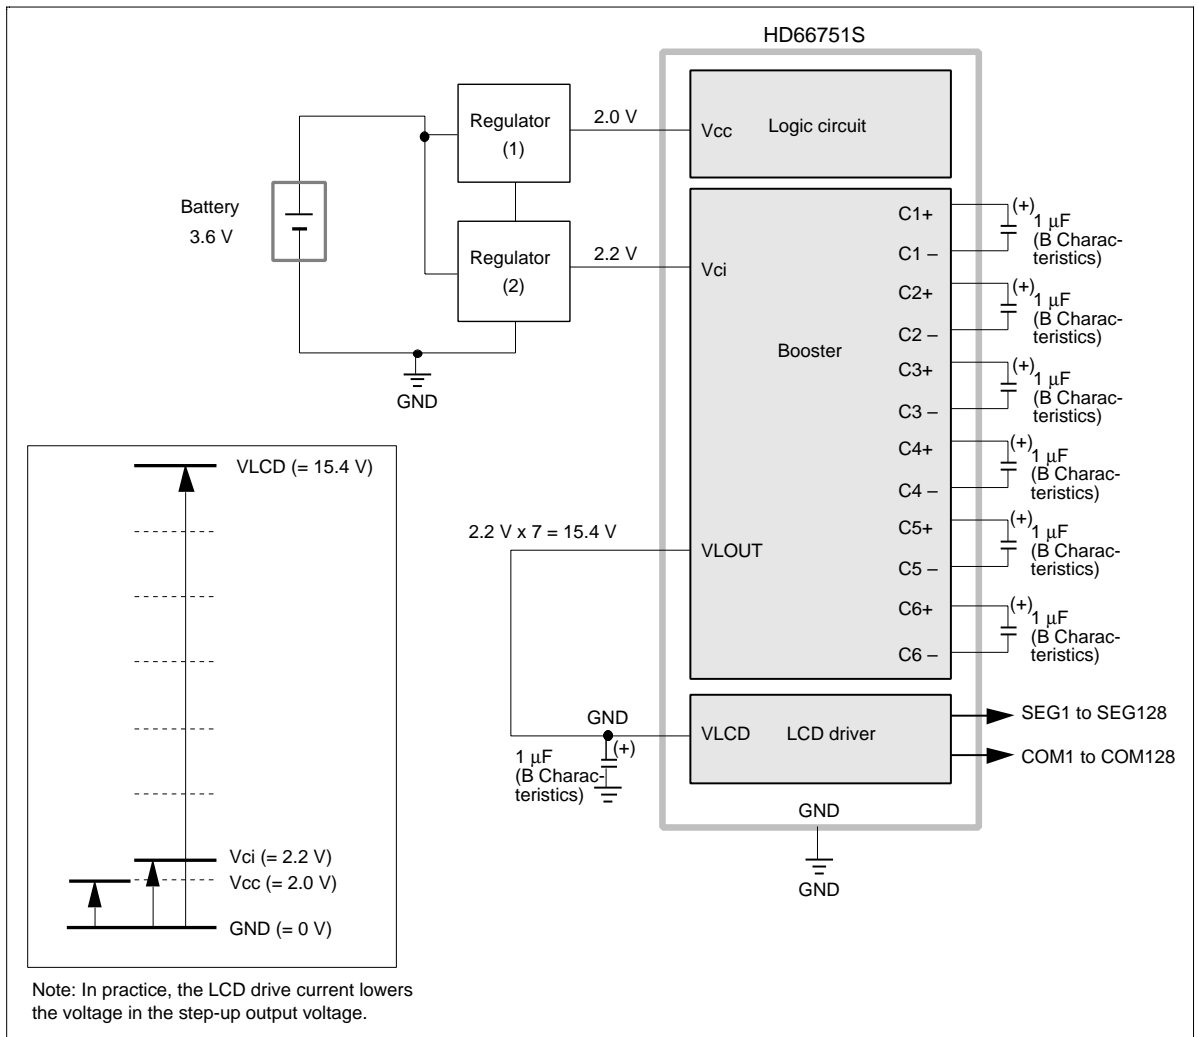 HD66751S
Regulator
(1)
2.0 V
Vcc
Logic circuit
Battery
3.6 V
Regulator
(2)
2.2 V
Vci
Booster
GND
C1+
C1 –
(+)
1 μF
(B Charac-
teristics)
C2+
C2 –
(+)
1 μF
(B Charac-
teristics)
C3+
C3 –
(+)
1 μF
(B Charac-
teristics)
C4+
C4 –
(+)
1 μF
(B Charac-
teristics)
C5+
C5 –
(+)
1 μF
(B Charac-
teristics)
C6+
C6 –
(+)
1 μF
(B Charac-
teristics)
2.2 V x 7 = 15.4 V
VLOUT
GND
(+)
1 μF
(B Charac-
teristics)
VLCD
LCD driver
SEG1 to SEG128
COM1 to COM128
GND
GND
VLCD (= 15.4 V)
Vci (= 2.2 V)
Vcc (= 2.0 V)
GND (= 0 V)
Note: In practice, the LCD drive current lowers
the voltage in the step-up output voltage.